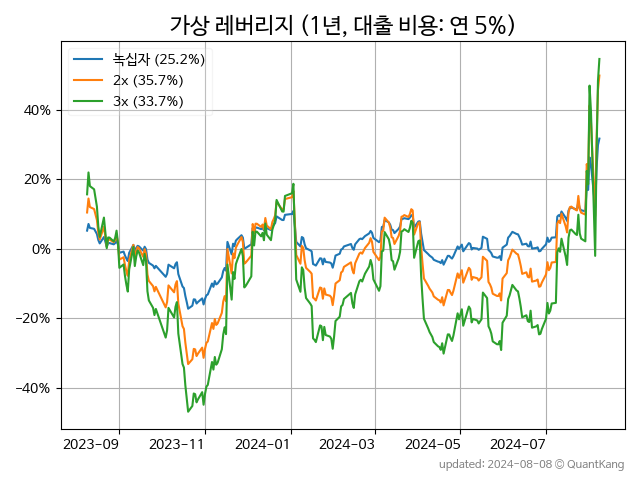 가상 레버리지 (1년, 대출 비용: 연 5%)
녹십자 (25.2%)
2x (35.7%)
3x (33.7%)
40%
20%
0%
−20%
−40%
2023-09 2023-11 2024-01 2024-03 2024-05 2024-07
updated: 2024-08-08 © QuantKang